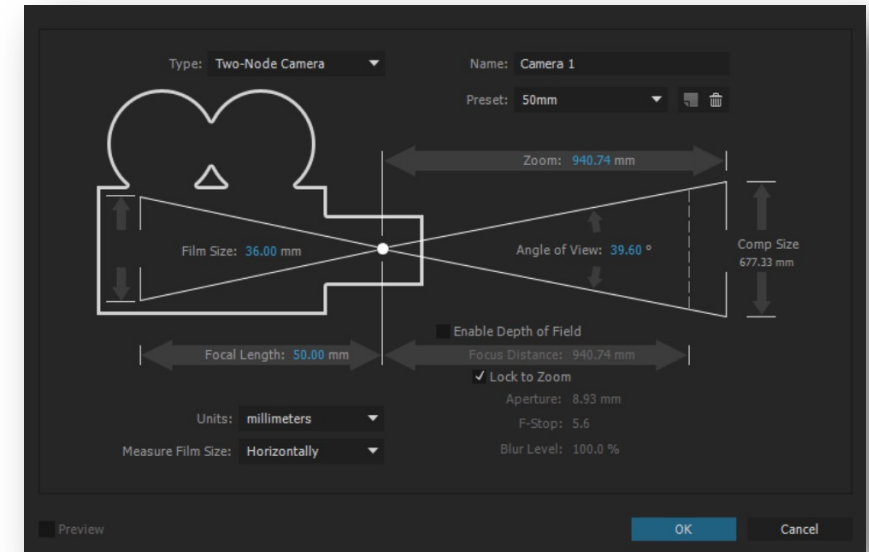 Type: Two-Node Camera
Name: Camera 1
Preset: 50mm
Zoom: 940.74 mm
Film Size: 36.00 mm
Angle of View: 39.60 °
Comp Size
677.33 mm
Enable Depth of Field
Focal Length: 50.00 mm
Focus Distance: 940.74 mm
Lock to Zoom
Aperture: 8.93 mm
Units: millimeters
F-Stop: 5.6
Measure Film Size: Horizontally
Blur Level: 100.0 %
Preview
OK
Cancel